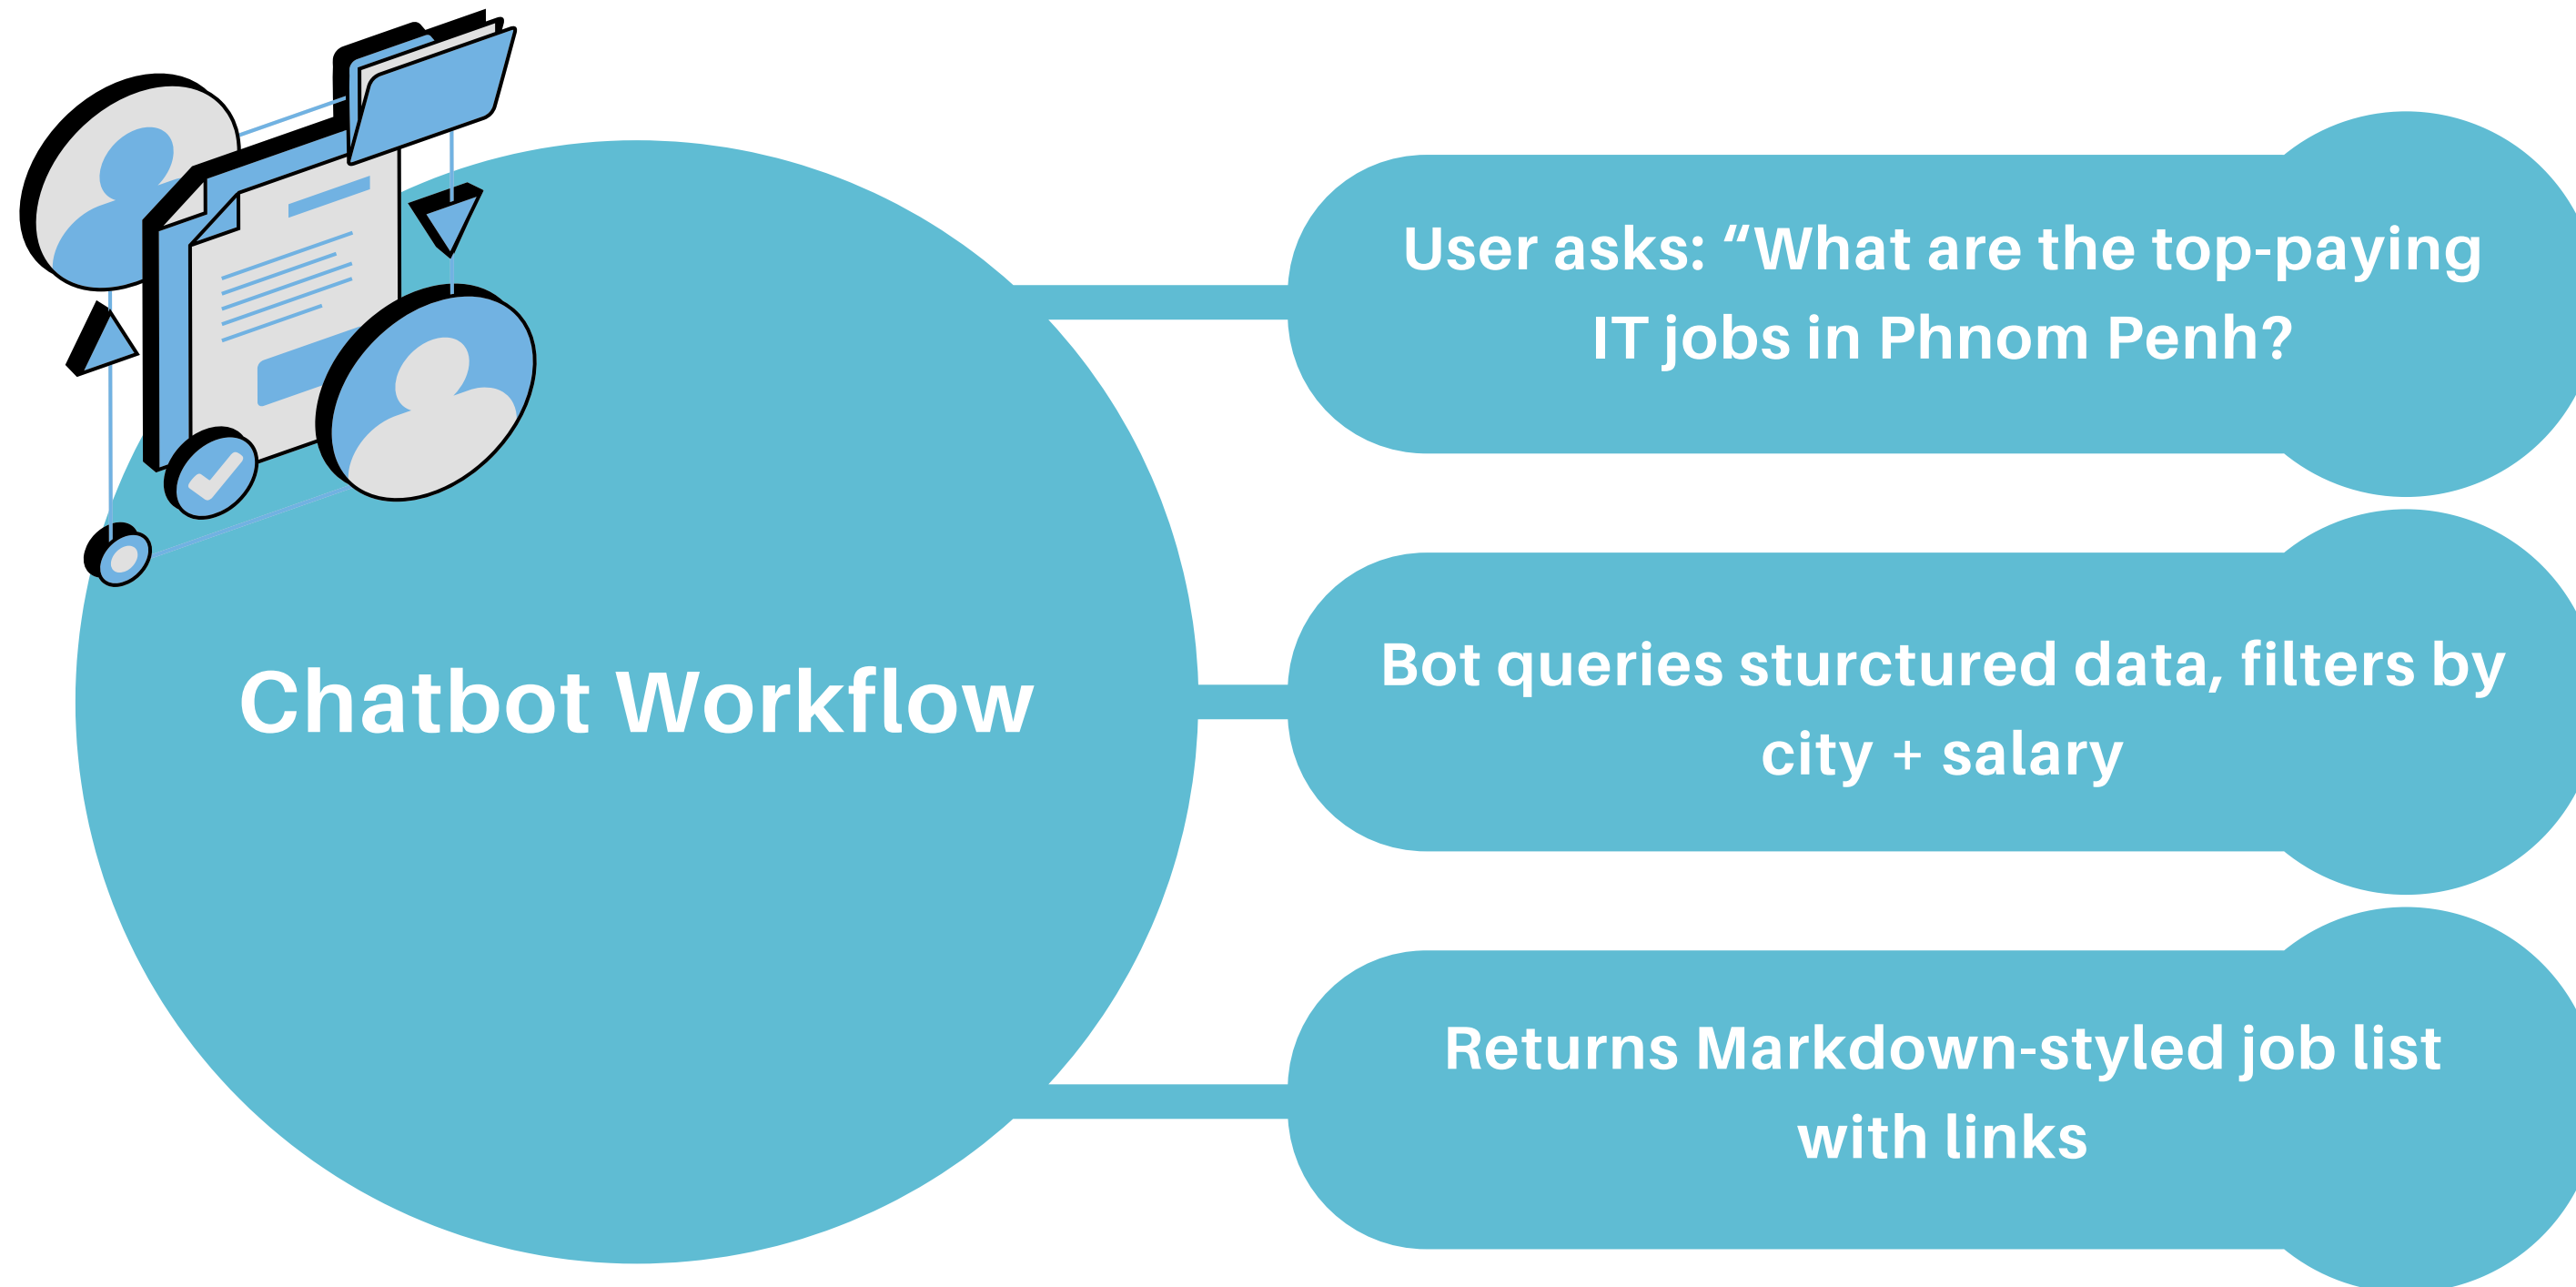 Chatbot Workflow
User asks: “What are the top-paying
IT jobs in Phnom Penh?
Bot queries sturctured data, filters by
city + salary
Returns Markdown-styled job list
with links